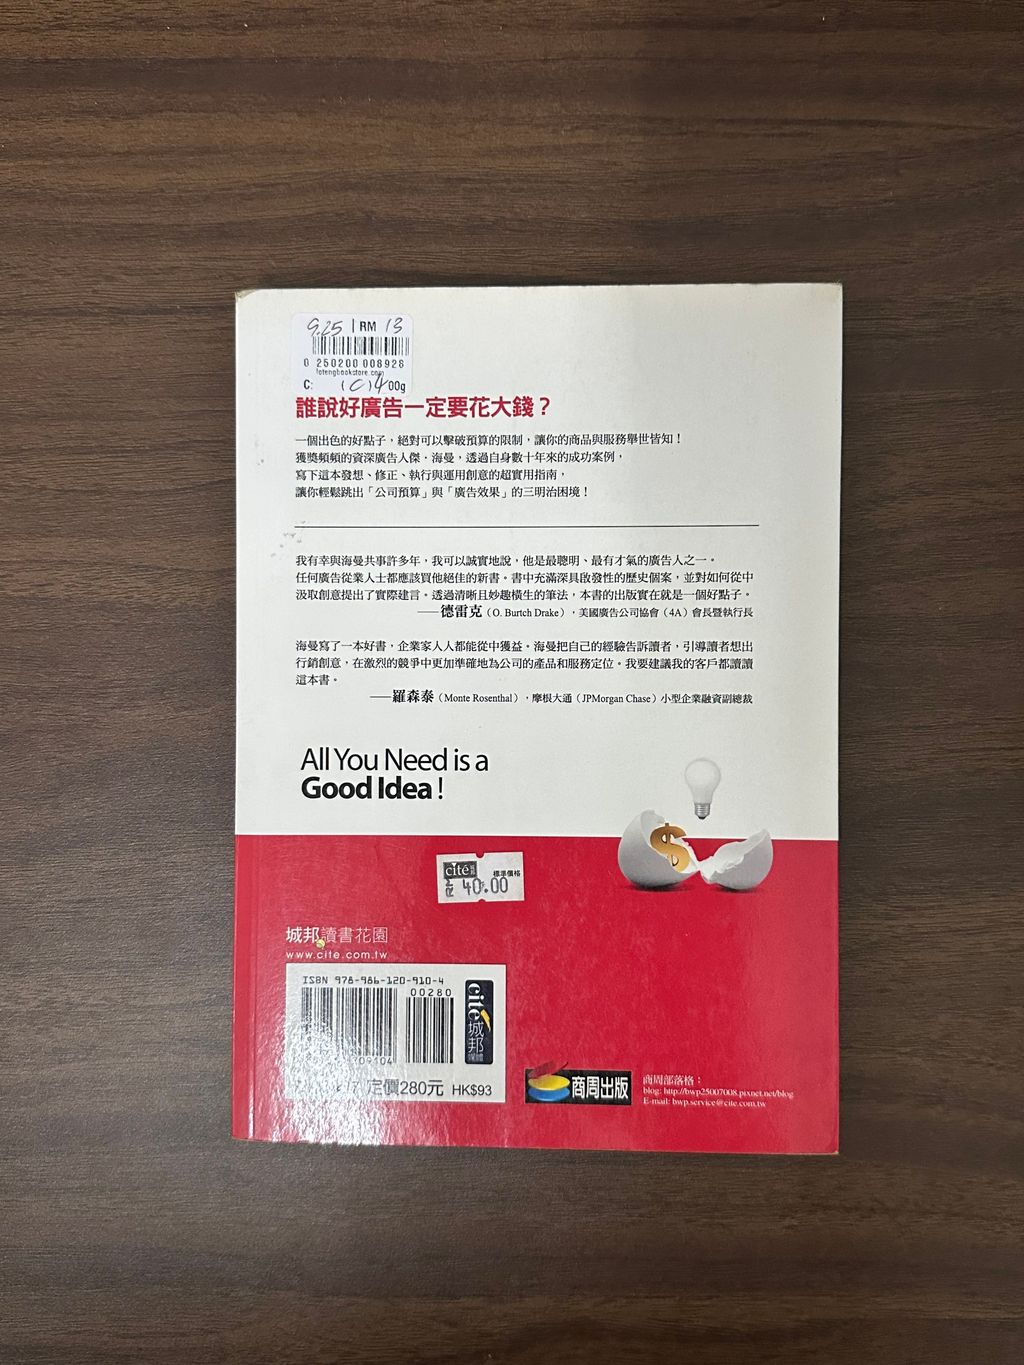 9.25 | RM 13
0 250200 008928
fotengbookstore.com
C: (C)4 00g
誰說好廣告一定要花大錢？
一個出色的好點子，絕對可以擊破預算的限制，讓你的商品與服務舉世皆知！
獲獎頻頻的資深廣告人傑．海曼，透過自身數十年來的成功案例，
寫下這本發想、修正、執行與運用創意的超實用指南，
讓你輕鬆跳出「公司預算」與「廣告效果」的三明治困境！
我有幸與海曼共事許多年，我可以誠實地說，他是最聰明、最有才氣的廣告人之一。
任何廣告從業人士都應該買他絕佳的新書。書中充滿深具啟發性的歷史個案，並對如何從中
汲取創意提出了實際建言。透過清晰且妙趣橫生的筆法，本書的出版實在就是一個好點子。
——德雷克（O. Burtch Drake），美國廣告公司協會（4A）會長暨執行長
海曼寫了一本好書，企業家人人都能從中獲益。海曼把自己的經驗告訴讀者，引導讀者想出
行銷創意，在激烈的競爭中更加準確地為公司的產品和服務定位。我要建議我的客戶都讀讀
這本書。
——羅森泰（Monte Rosenthal），摩根大通（JPMorgan Chase）小型企業融資副總裁
All You Need is a
Good Idea !
$
cité 城邦 標準價格
RM 40.00
城邦讀書花園
www.cite.com.tw
ISBN 978-986-120-910-4
00280
cité城邦
定價280元 HK$93
商周出版
商周部落格：
blog: http://bwp25007008.pixnet.net/blog
E-mail: bwp.service@cite.com.tw